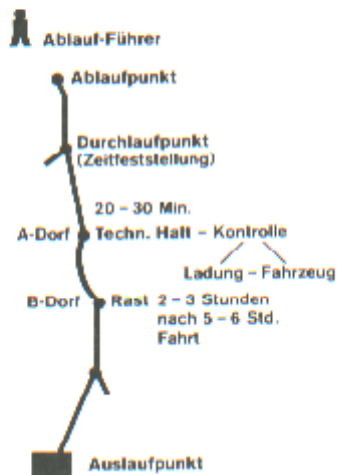 Ablauf-Führer
Ablaufpunkt
Durchlaufpunkt
(Zeitfeststellung)
20 – 30 Min.
A-Dorf Techn. Halt – Kontrolle
Ladung – Fahrzeug
B-Dorf Rast 2 – 3 Stunden
nach 5 – 6 Std.
Fahrt
Auslaufpunkt